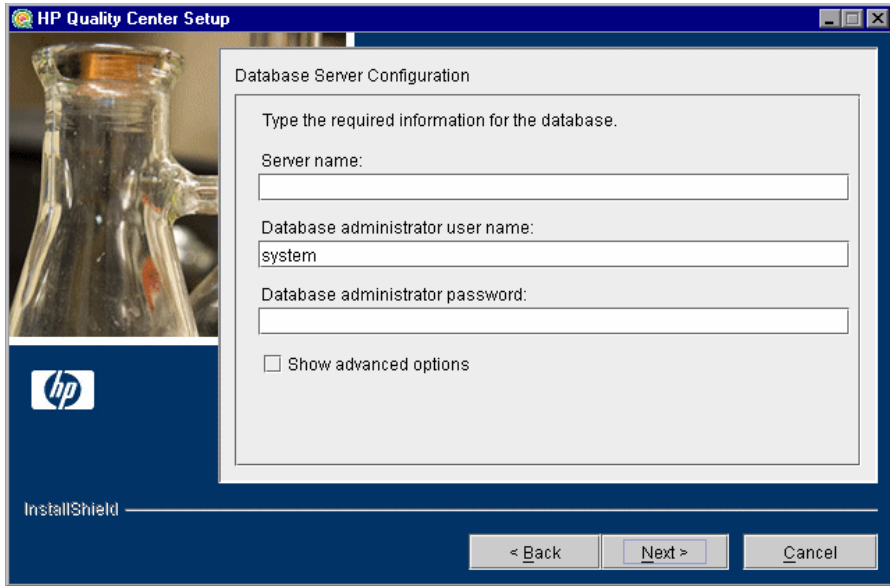 HP Quality Center Setup
Database Server Configuration
Type the required information for the database.
Server name:
Database administrator user name:
system
Database administrator password:
Show advanced options
hp
InstallShield
< Back
Next >
Cancel